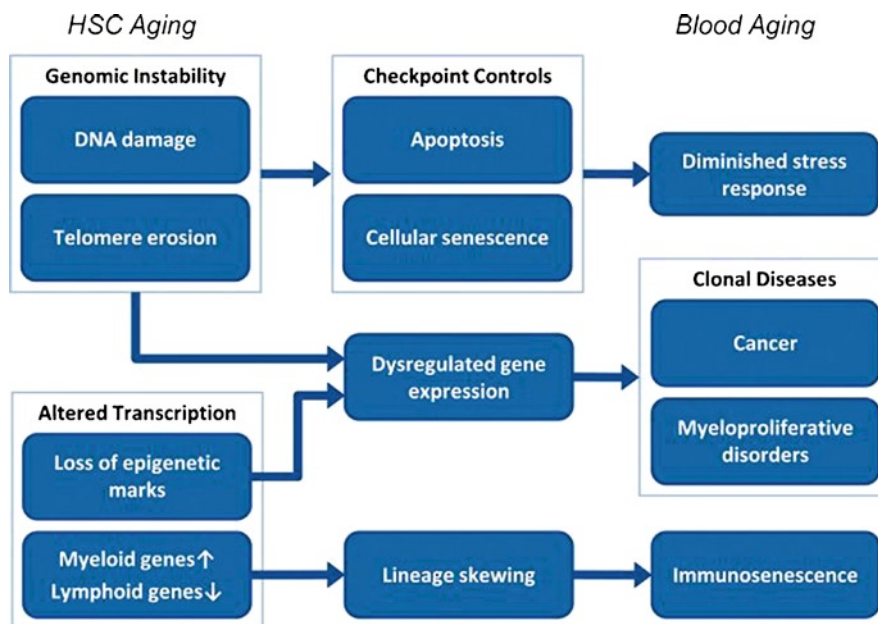 HSC Aging
Blood Aging
Genomic Instability
DNA damage
Telomere erosion
Checkpoint Controls
Apoptosis
Cellular senescence
Diminished stress
response
Clonal Diseases
Cancer
Myeloproliferative
disorders
Dysregulated gene
expression
Altered Transcription
Loss of epigenetic
marks
Myeloid genes↑
Lymphoid genes↓
Lineage skewing
Immunosenescence